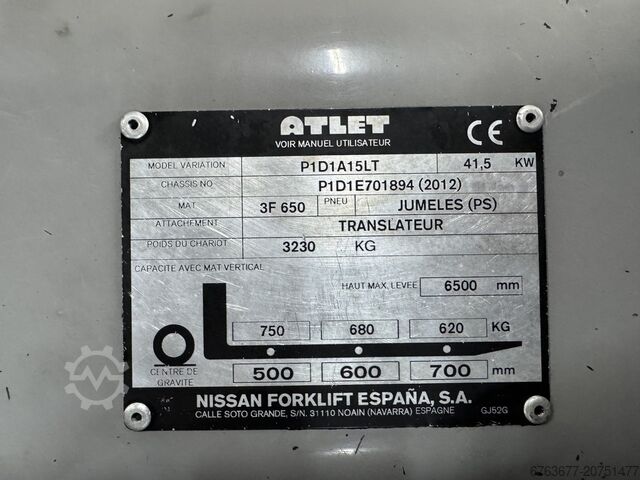 ATLET
VOIR MANUEL UTILISATEUR
CE
MODEL VARIATION P1D1A15LT 41,5 KW
CHASSIS NO P1D1E701894 (2012)
MAT 3F 650 PNEU JUMELES (PS)
ATTACHEMENT TRANSLATEUR
POIDS DU CHARIOT 3230 KG
CAPACITE AVEC MAT VERTICAL
HAUT MAX. LEVEE 6500 mm
750 680 620 KG
CENTRE DE GRAVITE 500 600 700 mm
NISSAN FORKLIFT ESPAÑA, S.A.
CALLE SOTO GRANDE, S/N. 31110 NOAIN (NAVARRA) ESPAGNE GJ52G
6763677-20751477